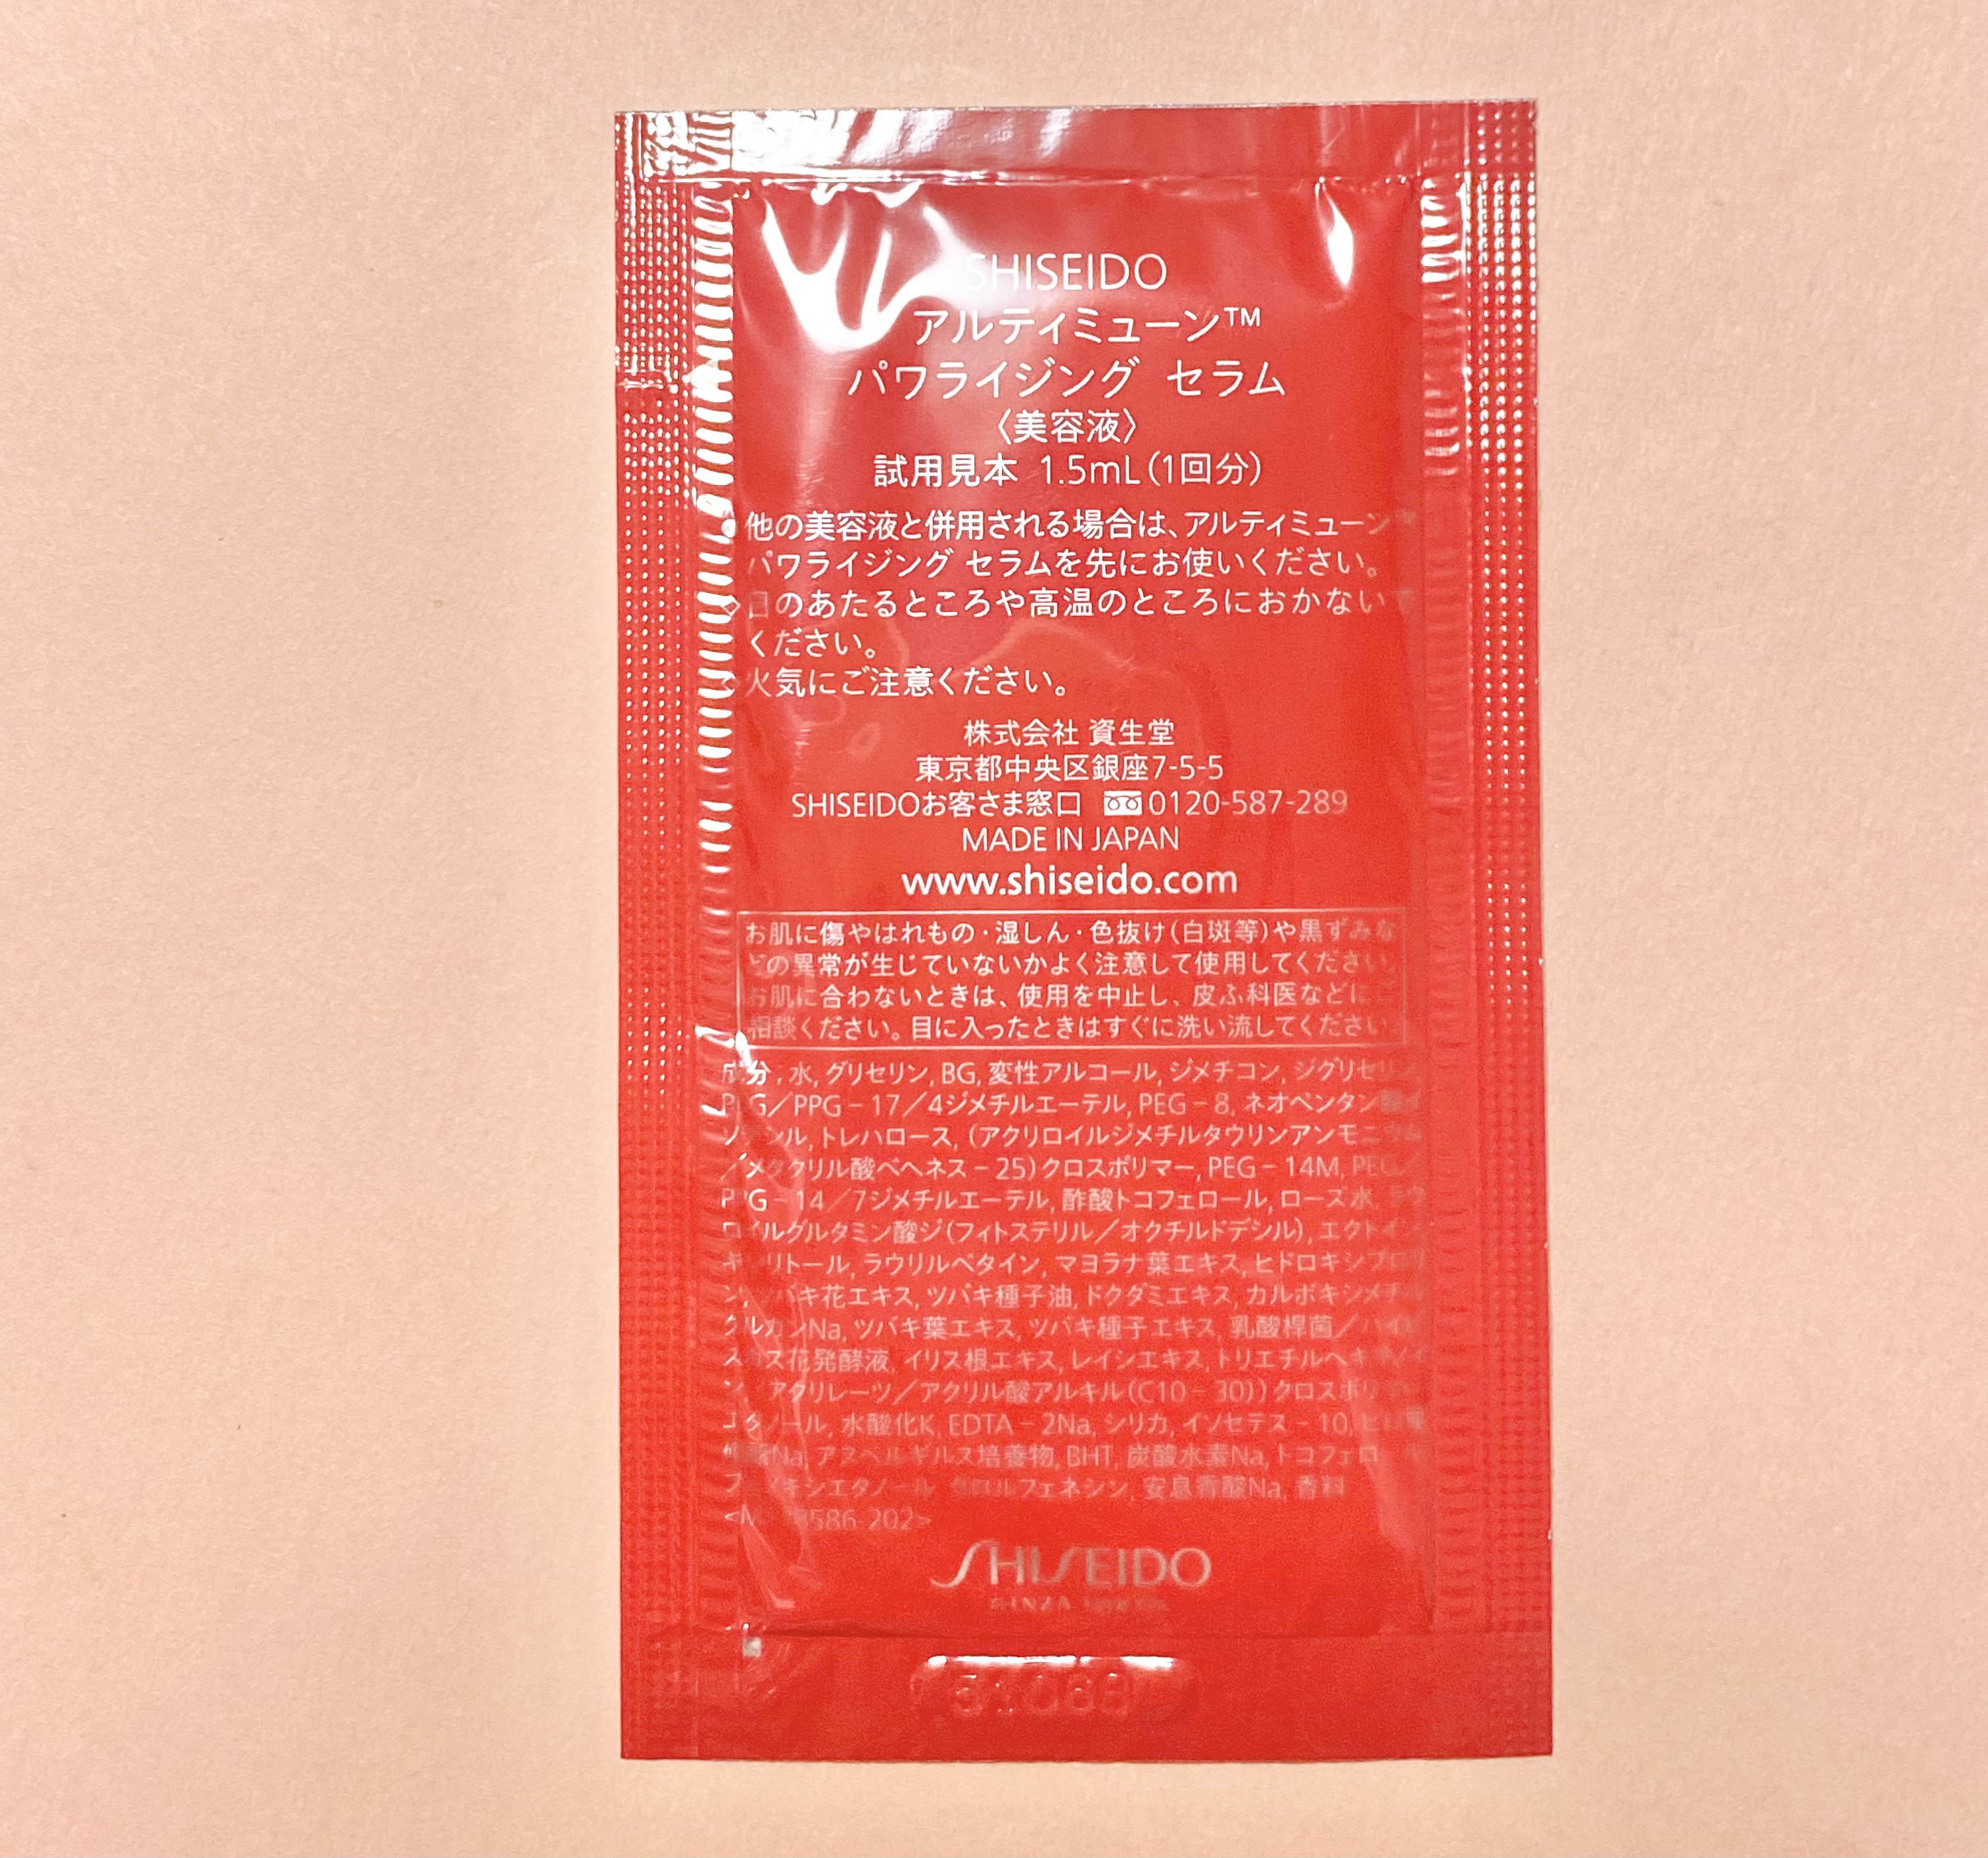 SHISEIDO
アルティミューン™
パワライジング セラム
〈美容液〉
試用見本 1.5mL(1回分)
他の美容液と併用される場合は、アルティミューン™
パワライジング セラムを先にお使いください。
◇日のあたるところや高温のところにおかないで
ください。
◇火気にご注意ください。
株式会社 資生堂
東京都中央区銀座7-5-5
SHISEIDOお客さま窓口 0120-587-289
MADE IN JAPAN
www.shiseido.com
お肌に傷やはれもの・湿しん・色抜け(白斑等)や黒ずみな
どの異常が生じていないかよく注意して使用してください。
お肌に合わないときは、使用を中止し、皮ふ科医などにご
相談ください。目に入ったときはすぐに洗い流してください。
成分, 水, グリセリン, BG, 変性アルコール, ジメチコン, ジグリセリン
PEG/PPG-17/4ジメチルエーテル, PEG-8, ネオペンタン
トレハロース, (アクリロイルジメチルタウリンアンモニウム
/メタクリル酸ベヘネス-25)クロスポリマー, PEG-14M, PEG/
PPG-14/7ジメチルエーテル, 酢酸トコフェロール, ローズ水, ラウ
ロイルグルタミン酸ジ(フィトステリル/オクチルドデシル), エクトイン
キシリトール, ラウリルベタイン, マヨラナ葉エキス, ヒドロキシプロリ
ン, ツバキ花エキス, ツバキ種子油, ドクダミエキス, カルボキシメチル
グルカンNa, ツバキ葉エキス, ツバキ種子エキス, 乳酸桿菌/ハイビ
スカス花発酵液, イリス根エキス, レイシエキス, トリエチルヘキサノイ
ン, (アクリレーツ/アクリル酸アルキル(C10-30))クロスポリマー
エタノール, 水酸化K, EDTA-2Na, シリカ, イソセテス-10, ピロ亜
硫酸Na, アスペルギルス培養物, BHT, 炭酸水素Na, トコフェロール
フェノキシエタノール, クロルフェネシン, 安息香酸Na, 香料
SHISEIDO
GINZA TOKYO